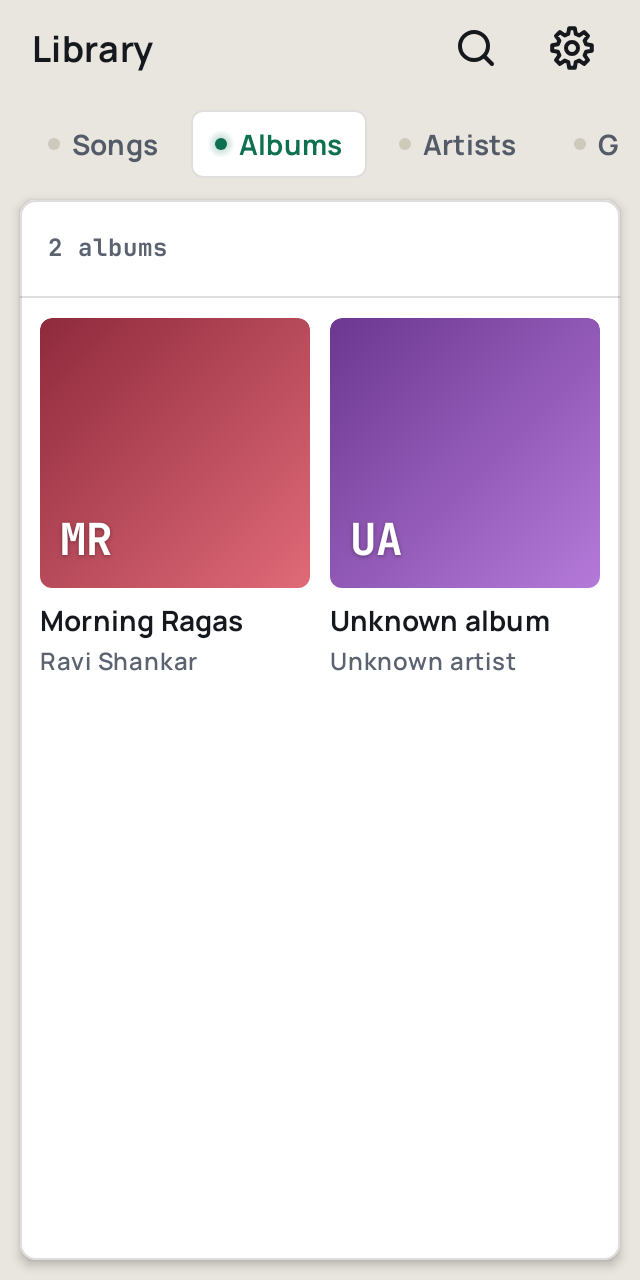 Library
Songs
Albums
Artists
G
2 albums
MR
UA
Morning Ragas
Ravi Shankar
Unknown album
Unknown artist